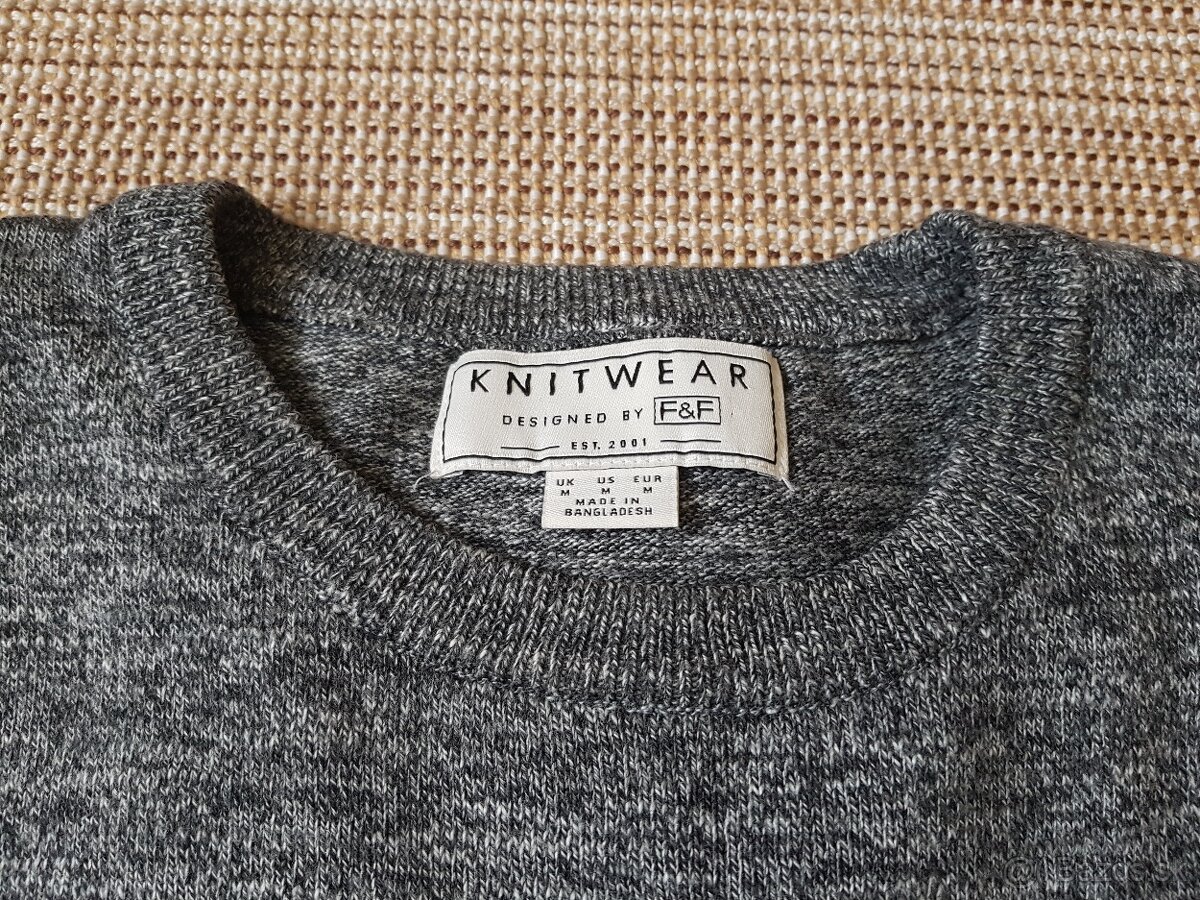 KNITWEAR
DESIGNED BY F&F
EST. 2001
UK US EUR
M M M
MADE IN
BANGLADESH